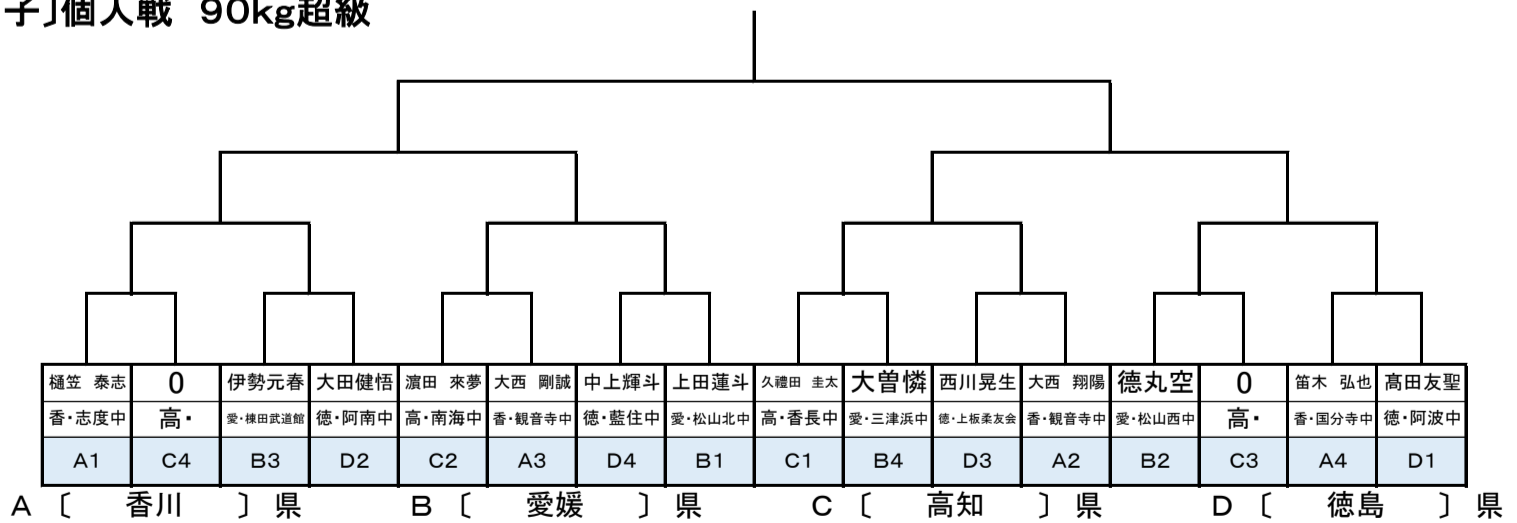 子」個人戦　90kg超級
樋笠　泰志 0 伊勢元春 大田健悟 濵田　來夢 大西　剛誠 中上輝斗 上田蓮斗 久禮田　圭太 大曽憐 西川晃生 大西　翔陽 徳丸空 0 笛木　弘也 髙田友聖
香・志度中 高・ 愛・棟田武道館 徳・阿南中 高・南海中 香・観音寺中 徳・藍住中 愛・松山北中 高・香長中 愛・三津浜中 徳・上板柔友会 香・観音寺中 愛・松山西中 高・ 香・国分寺中 徳・阿波中
A1 C4 B3 D2 C2 A3 D4 B1 C1 B4 D3 A2 B2 C3 A4 D1
A〔　香川　〕県　B〔　愛媛　〕県　C〔　高知　〕県　D〔　徳島　〕県